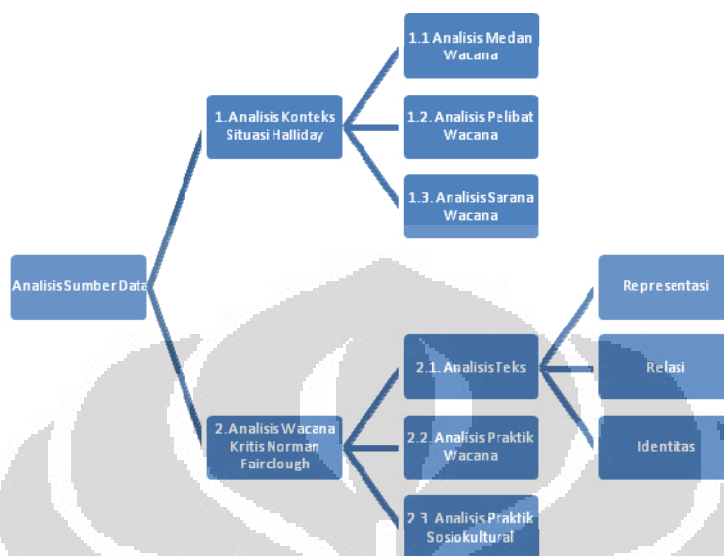 1.1 Analisis Medan
Wacana
1.Analisis Konteks
Situasi Halliday
1.2. Analisis Pelibat
Wacana
1.3. Analisis Sarana
Wacana
Analisis Sumber Data
Representasi
2.1. Analisis Teks
Relasi
2.Analisis Wacana
Kritis Norman
Fairclough
2.2. Analisis Praktik
Wacana
Identitas
2.3. Analisis Praktik
Sosiokultural